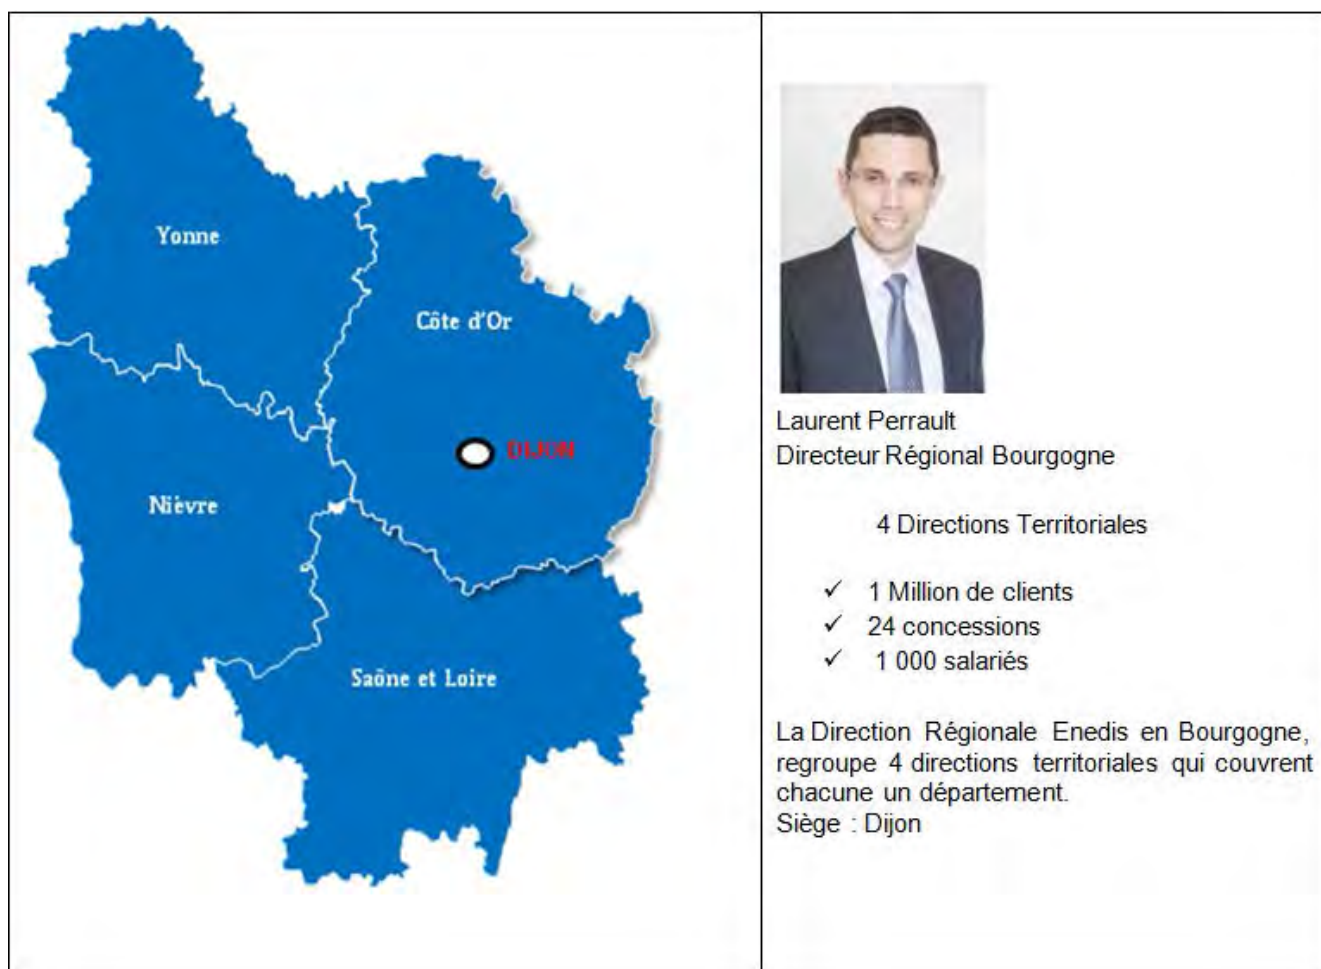 Yonne
Côte d'Or
DIJON
Nièvre
Saône et Loire
Laurent Perrault
Directeur Régional Bourgogne
4 Directions Territoriales
✓ 1 Million de clients
✓ 24 concessions
✓ 1 000 salariés
La Direction Régionale Enedis en Bourgogne,
regroupe 4 directions territoriales qui couvrent
chacune un département.
Siège : Dijon